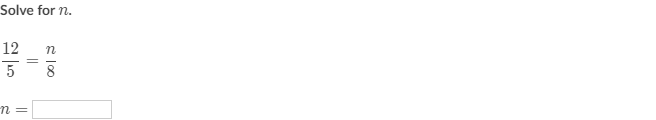 Solve for n.
12/5 = n/8
n =